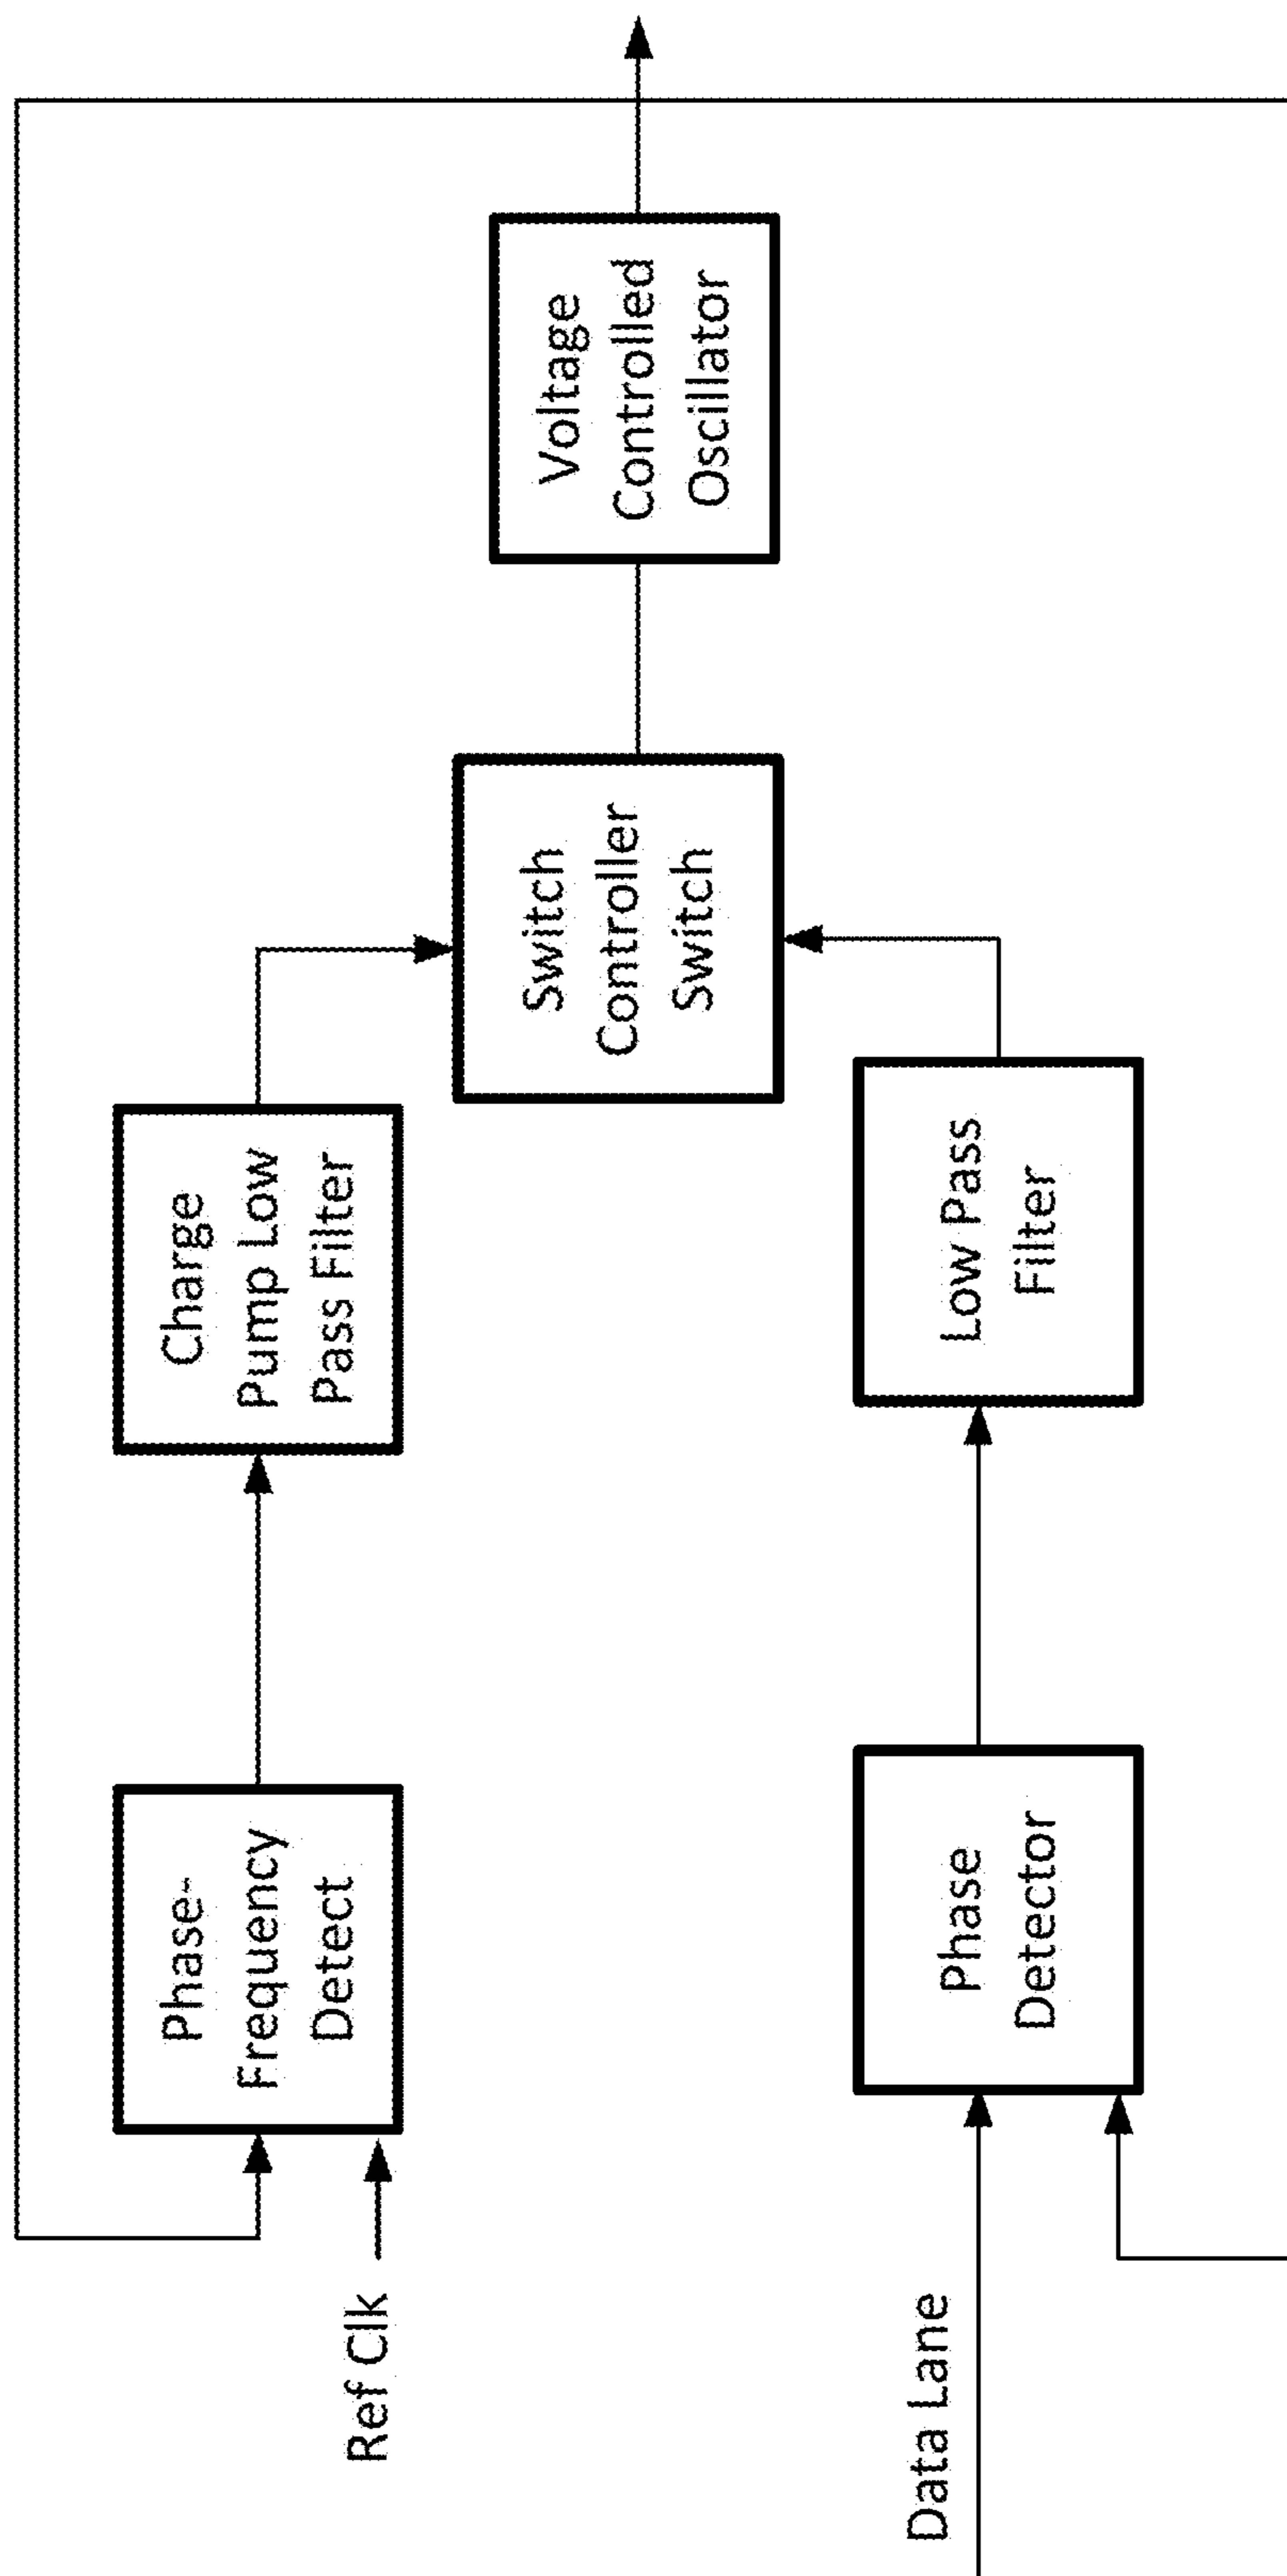 Phase-
Frequency
Detect
Charge
Pump Low
Pass Filter
Switch
Controller
Switch
Voltage
Controlled
Oscillator
Ref Clk
Data Lane
Phase
Detector
Low Pass
Filter